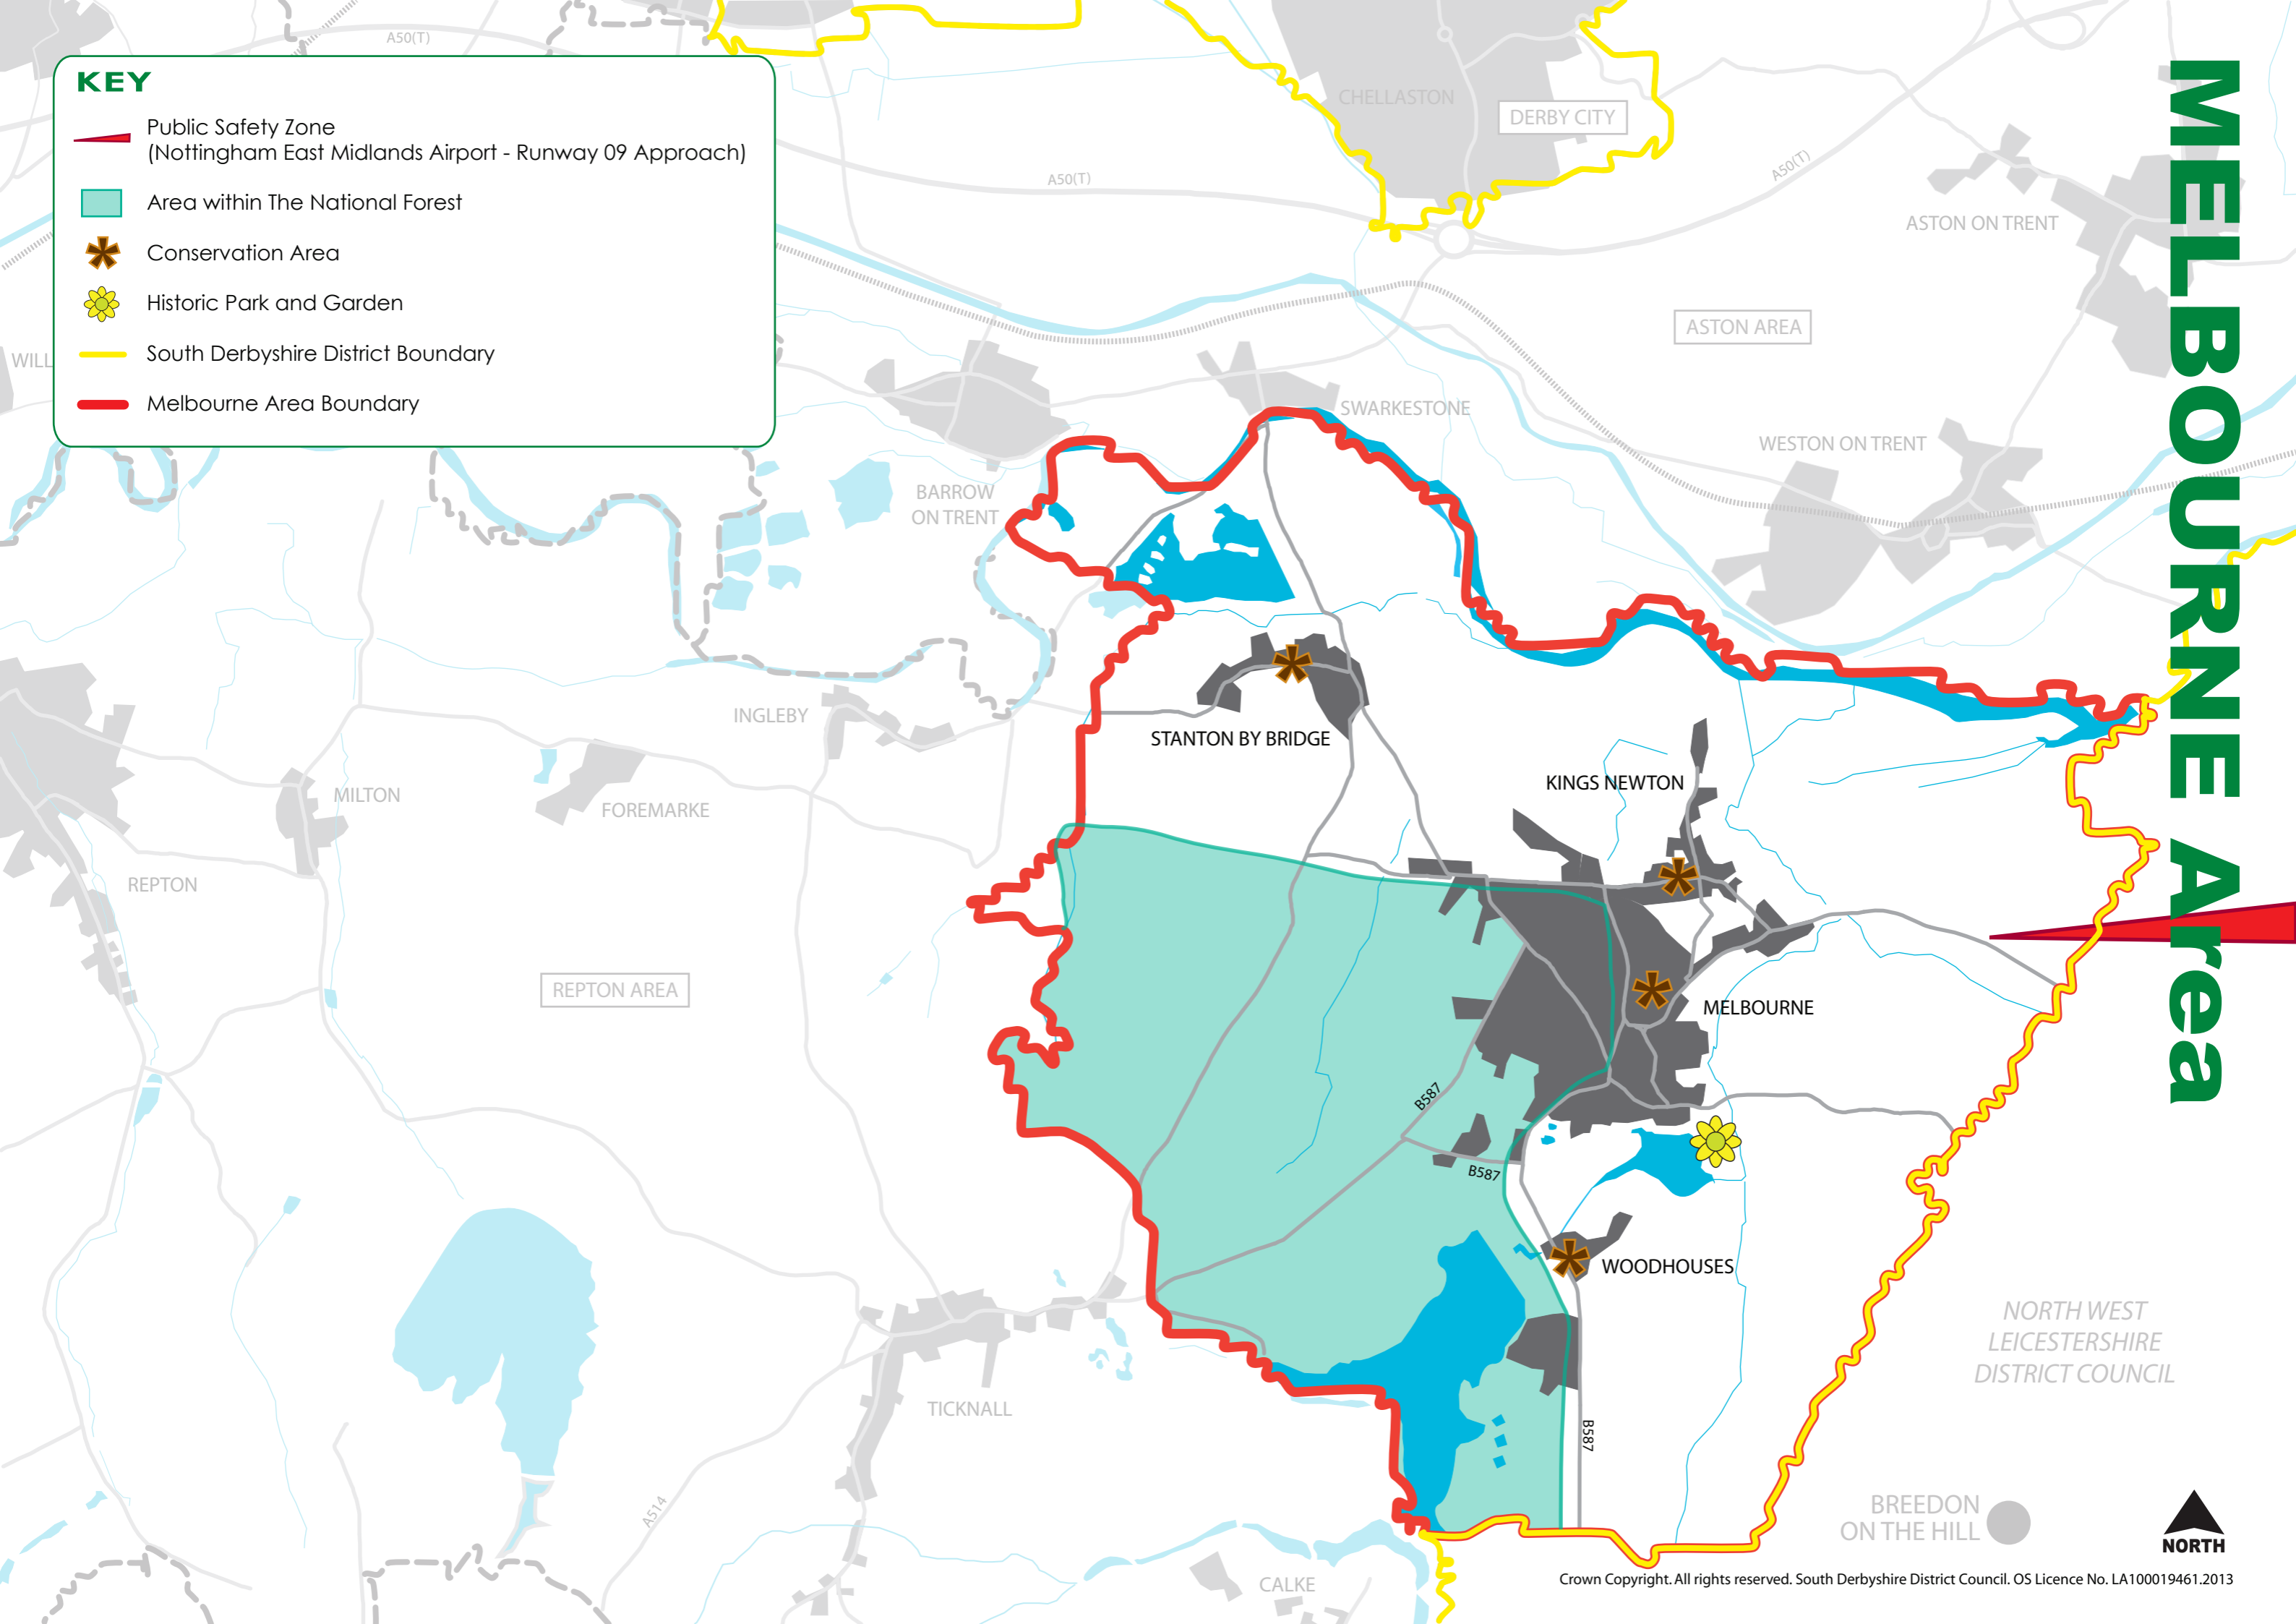 KEY
Public Safety Zone
(Nottingham East Midlands Airport - Runway 09 Approach)
Area within The National Forest
Conservation Area
Historic Park and Garden
South Derbyshire District Boundary
Melbourne Area Boundary
MELBOURNE Area
A50(T)
CHELLASTON
DERBY CITY
A50(T)
A50(T)
ASTON ON TRENT
ASTON AREA
WILL
SWARKESTONE
WESTON ON TRENT
BARROW
ON TRENT
INGLEBY
STANTON BY BRIDGE
KINGS NEWTON
MILTON
FOREMARKE
REPTON
REPTON AREA
MELBOURNE
B587
B587
WOODHOUSES
NORTH WEST
LEICESTERSHIRE
DISTRICT COUNCIL
TICKNALL
B587
A514
BREEDON
ON THE HILL
NORTH
CALKE
Crown Copyright. All rights reserved. South Derbyshire District Council. OS Licence No. LA100019461.2013